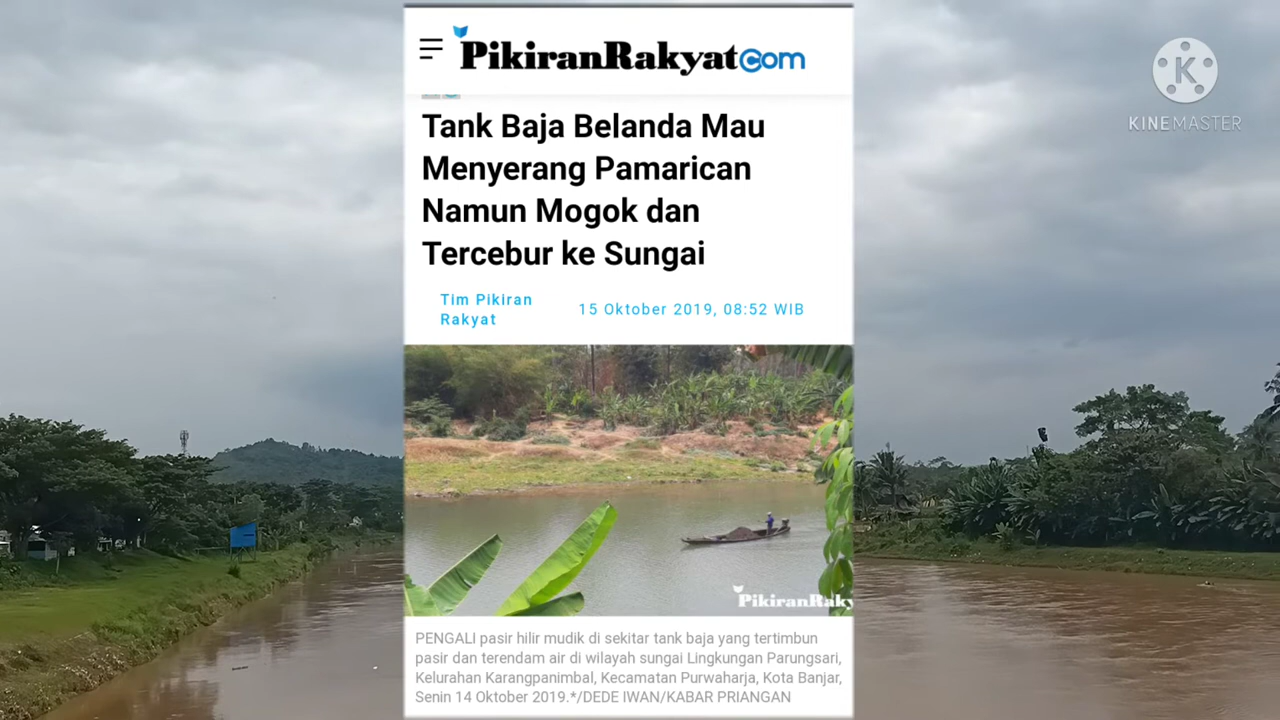 PikiranRakyatcom
KINEMASTER
Tank Baja Belanda Mau
Menyerang Pamarican
Namun Mogok dan
Tercebur ke Sungai
Tim Pikiran
Rakyat
15 Oktober 2019, 08:52 WIB
PikiranRaky
PENGALI pasir hilir mudik di sekitar tank baja yang tertimbun
pasir dan terendam air di wilayah sungai Lingkungan Parungsari,
Kelurahan Karangpanimbal, Kecamatan Purwaharja, Kota Banjar,
Senin 14 Oktober 2019.*/DEDE IWAN/KABAR PRIANGAN